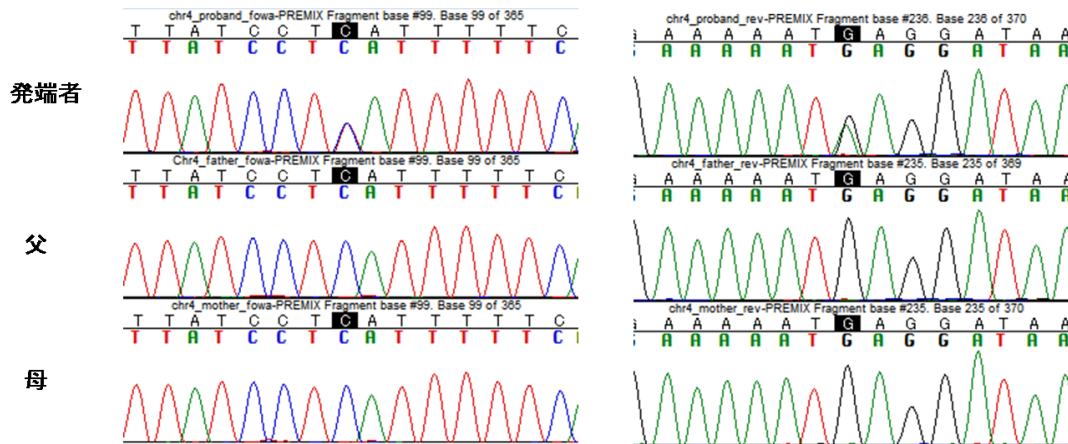 chr4_proband_fowa-PREMIX Fragment base #99. Base 99 of 365
T T A T C C T C A T T T T T C
T T A T C C T C A T T T T T C
chr4_proband_rev-PREMIX Fragment base #236. Base 236 of 370
G A A A A A T G A G G A T A A
A A A A A T G A G G A T A A
発端者
Chr4_father_fowa-PREMIX Fragment base #99. Base 99 of 365
T T A T C C T C A T T T T T C
T T A T C C T C A T T T T T C
chr4_father_rev-PREMIX Fragment base #235. Base 235 of 369
G A A A A A T G A G G A T A A
A A A A A T G A G G A T A A
父
chr4_mother_fowa-PREMIX Fragment base #99. Base 99 of 365
T T A T C C T C A T T T T T C
T T A T C C T C A T T T T T C
chr4_mother_rev-PREMIX Fragment base #235. Base 235 of 370
G A A A A A T G A G G A T A A
A A A A A T G A G G A T A A
母